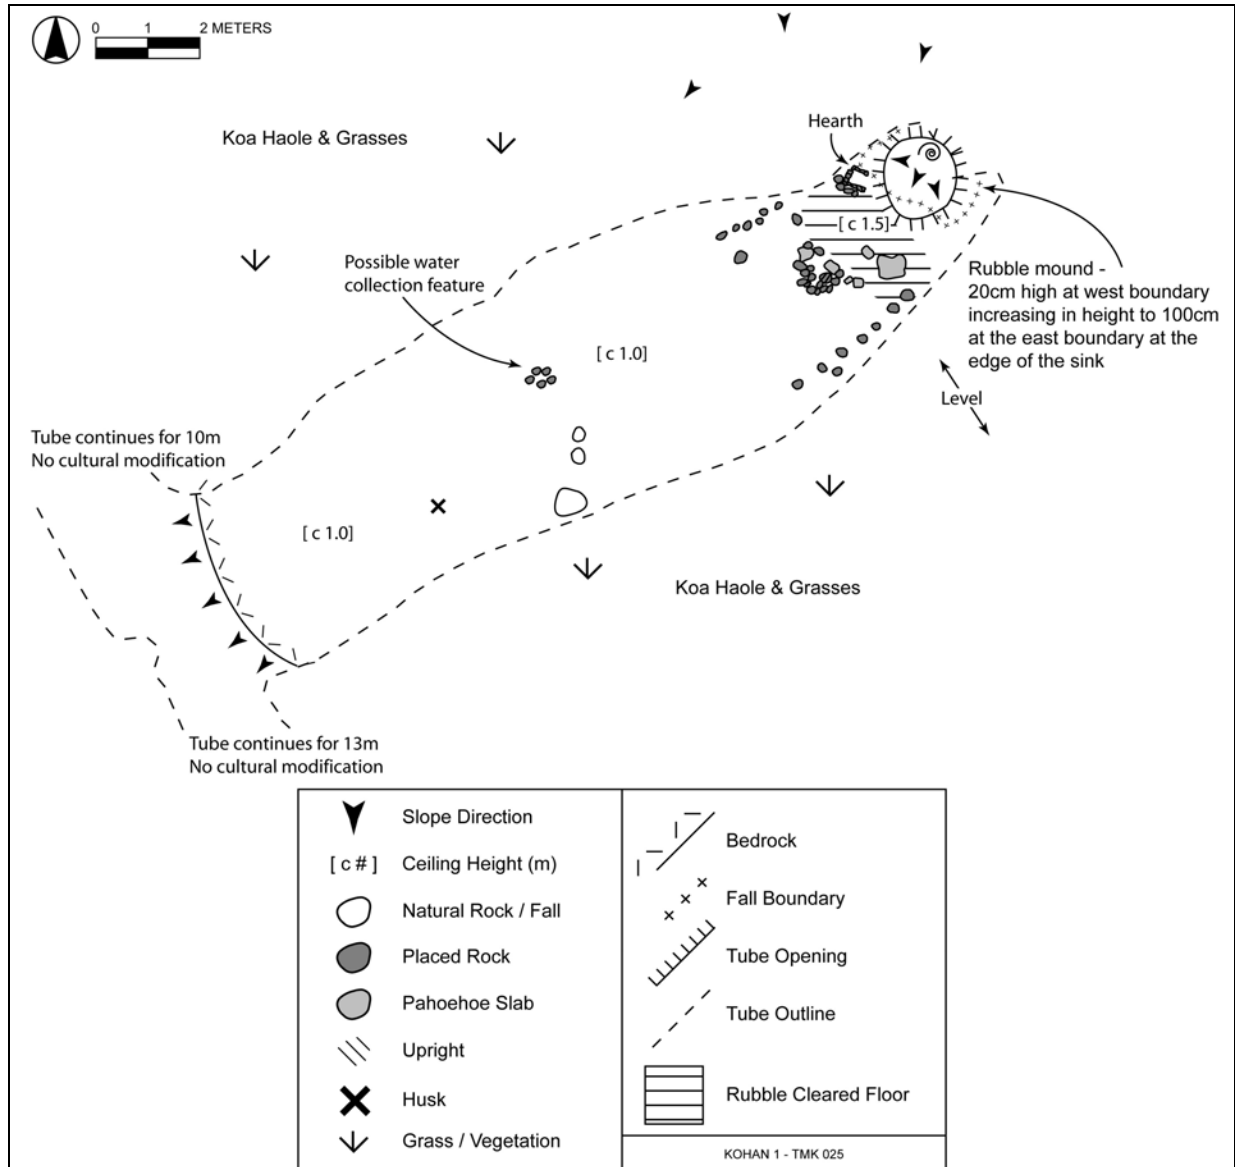 0 1 2 METERS
Koa Haole & Grasses
Hearth
[ c 1.5]
Possible water
collection feature
Rubble mound -
20cm high at west boundary
increasing in height to 100cm
at the east boundary at the
edge of the sink
[ c 1.0]
Level
Tube continues for 10m
No cultural modification
[ c 1.0]
Koa Haole & Grasses
Tube continues for 13m
No cultural modification
Slope Direction
[ c # ] Ceiling Height (m)
Natural Rock / Fall
Placed Rock
Pahoehoe Slab
Upright
Husk
Grass / Vegetation
Bedrock
Fall Boundary
Tube Opening
Tube Outline
Rubble Cleared Floor
KOHAN 1 - TMK 025